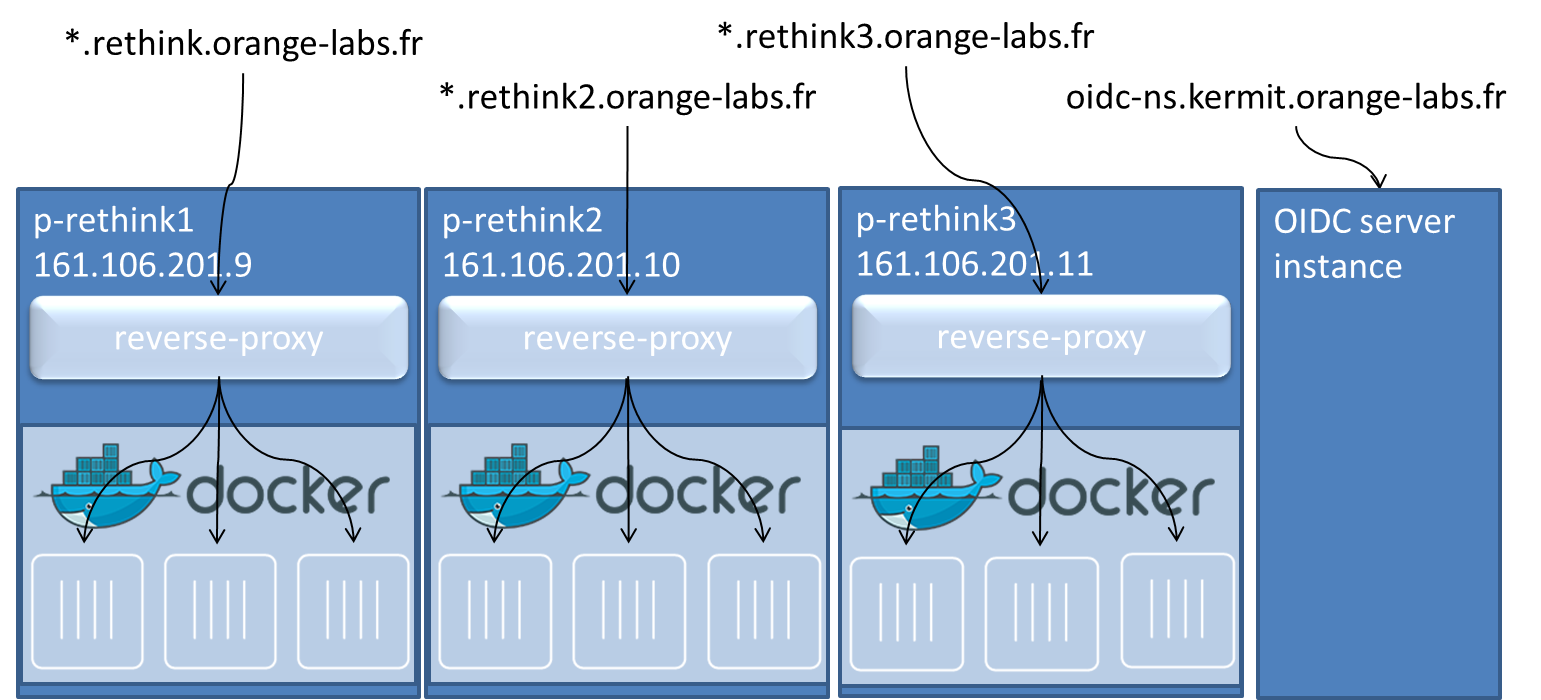 *.rethink.orange-labs.fr
*.rethink2.orange-labs.fr
*.rethink3.orange-labs.fr
oidc-ns.kermit.orange-labs.fr
p-rethink1
161.106.201.9
reverse-proxy
docker
p-rethink2
161.106.201.10
reverse-proxy
docker
p-rethink3
161.106.201.11
reverse-proxy
docker
OIDC server
instance